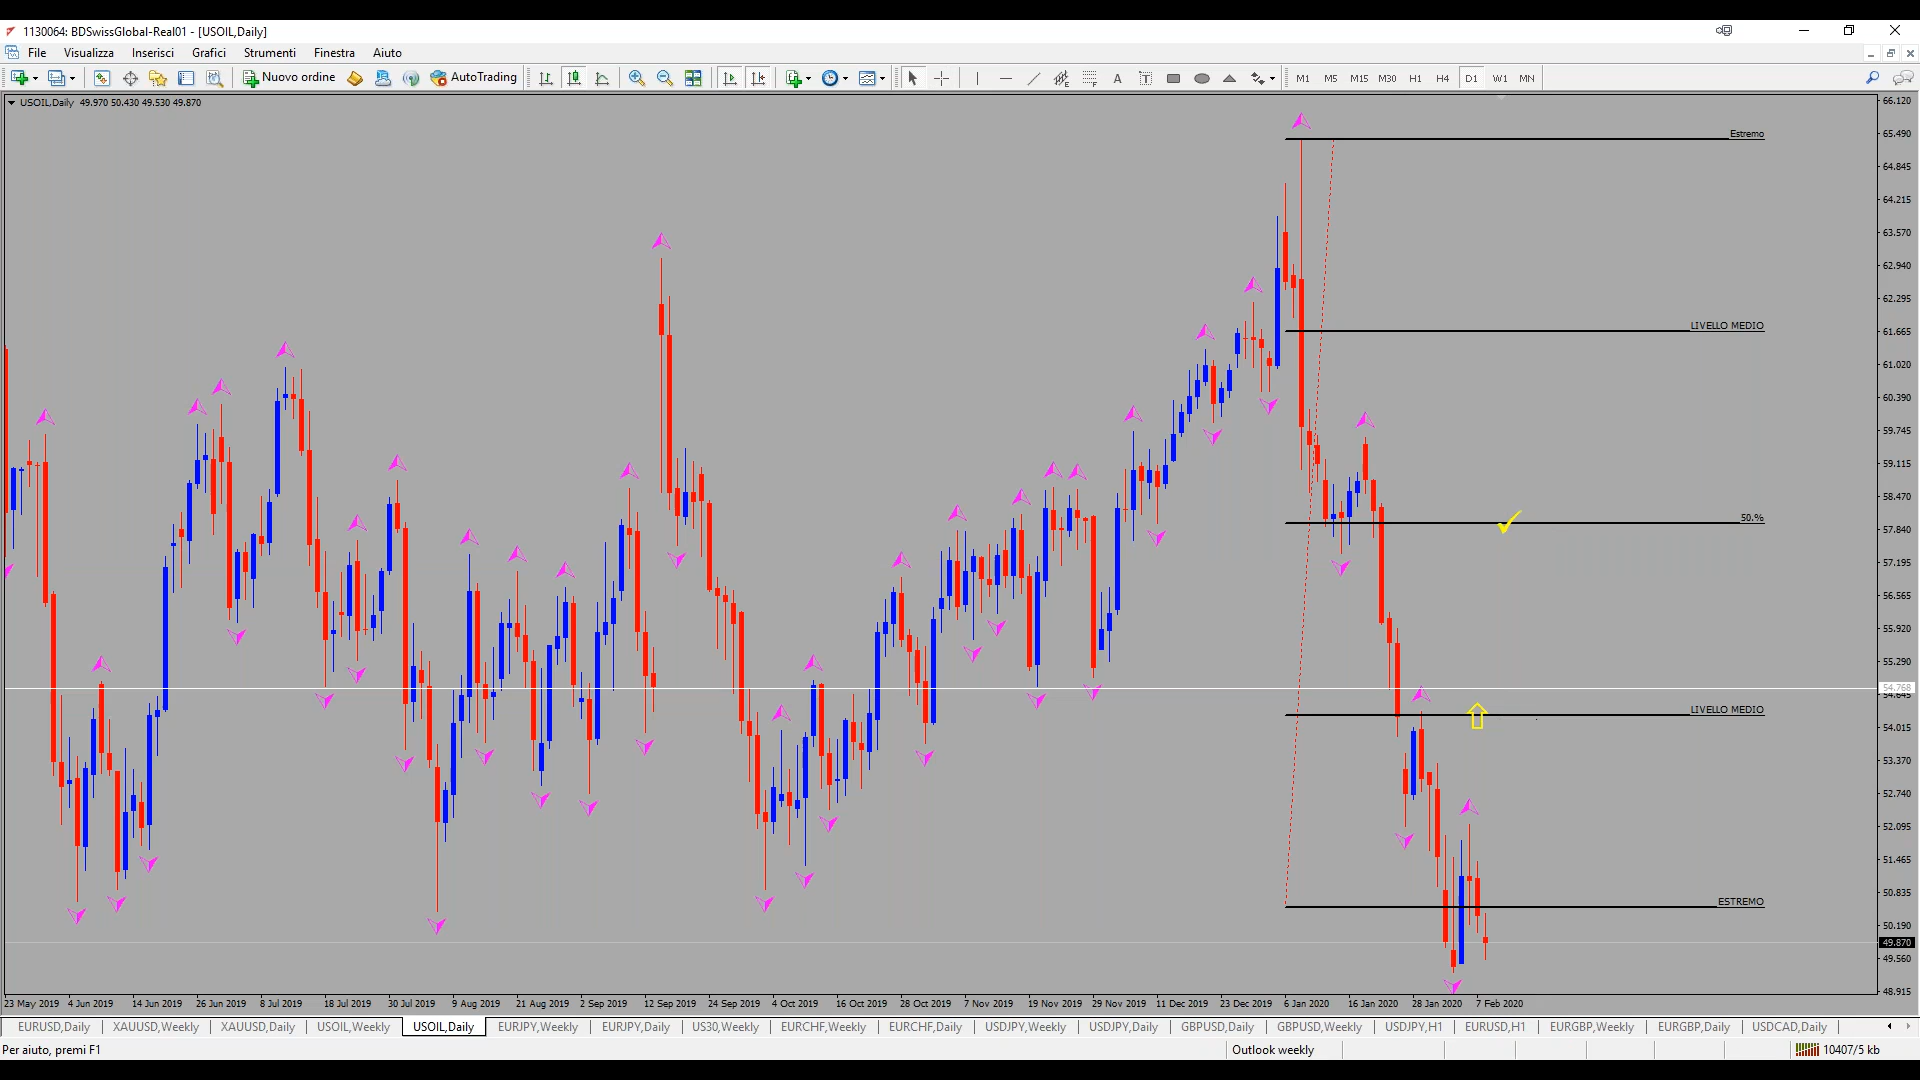 1130064: BDSwissGlobal-Real01 - [USOIL,Daily]
File Visualizza Inserisci Grafici Strumenti Finestra Aiuto
Nuovo ordine AutoTrading A T M1 M5 M15 M30 H1 H4 D1 W1 MN
USOIL,Daily 49.970 50.430 49.530 49.870
66.120
Estremo
65.490
64.845
64.215
63.570
62.940
62.295
LIVELLO MEDIO
61.665
61.020
60.390
59.745
59.115
58.470
50.%
57.840
57.195
56.565
55.920
55.290
54.768
54.645
LIVELLO MEDIO
54.015
53.370
52.740
52.095
51.465
50.835
ESTREMO
50.190
49.870
49.560
48.915
23 May 2019 4 Jun 2019 14 Jun 2019 26 Jun 2019 8 Jul 2019 18 Jul 2019 30 Jul 2019 9 Aug 2019 21 Aug 2019 2 Sep 2019 12 Sep 2019 24 Sep 2019 4 Oct 2019 16 Oct 2019 28 Oct 2019 7 Nov 2019 19 Nov 2019 29 Nov 2019 11 Dec 2019 23 Dec 2019 6 Jan 2020 16 Jan 2020 28 Jan 2020 7 Feb 2020
EURUSD,Daily XAUUSD,Weekly XAUUSD,Daily USOIL,Weekly USOIL,Daily EURJPY,Weekly EURJPY,Daily US30,Weekly EURCHF,Weekly EURCHF,Daily USDJPY,Weekly USDJPY,Daily GBPUSD,Daily GBPUSD,Weekly USDJPY,H1 EURUSD,H1 EURGBP,Weekly EURGBP,Daily USDCAD,Daily
Per aiuto, premi F1 Outlook weekly 10407/5 kb